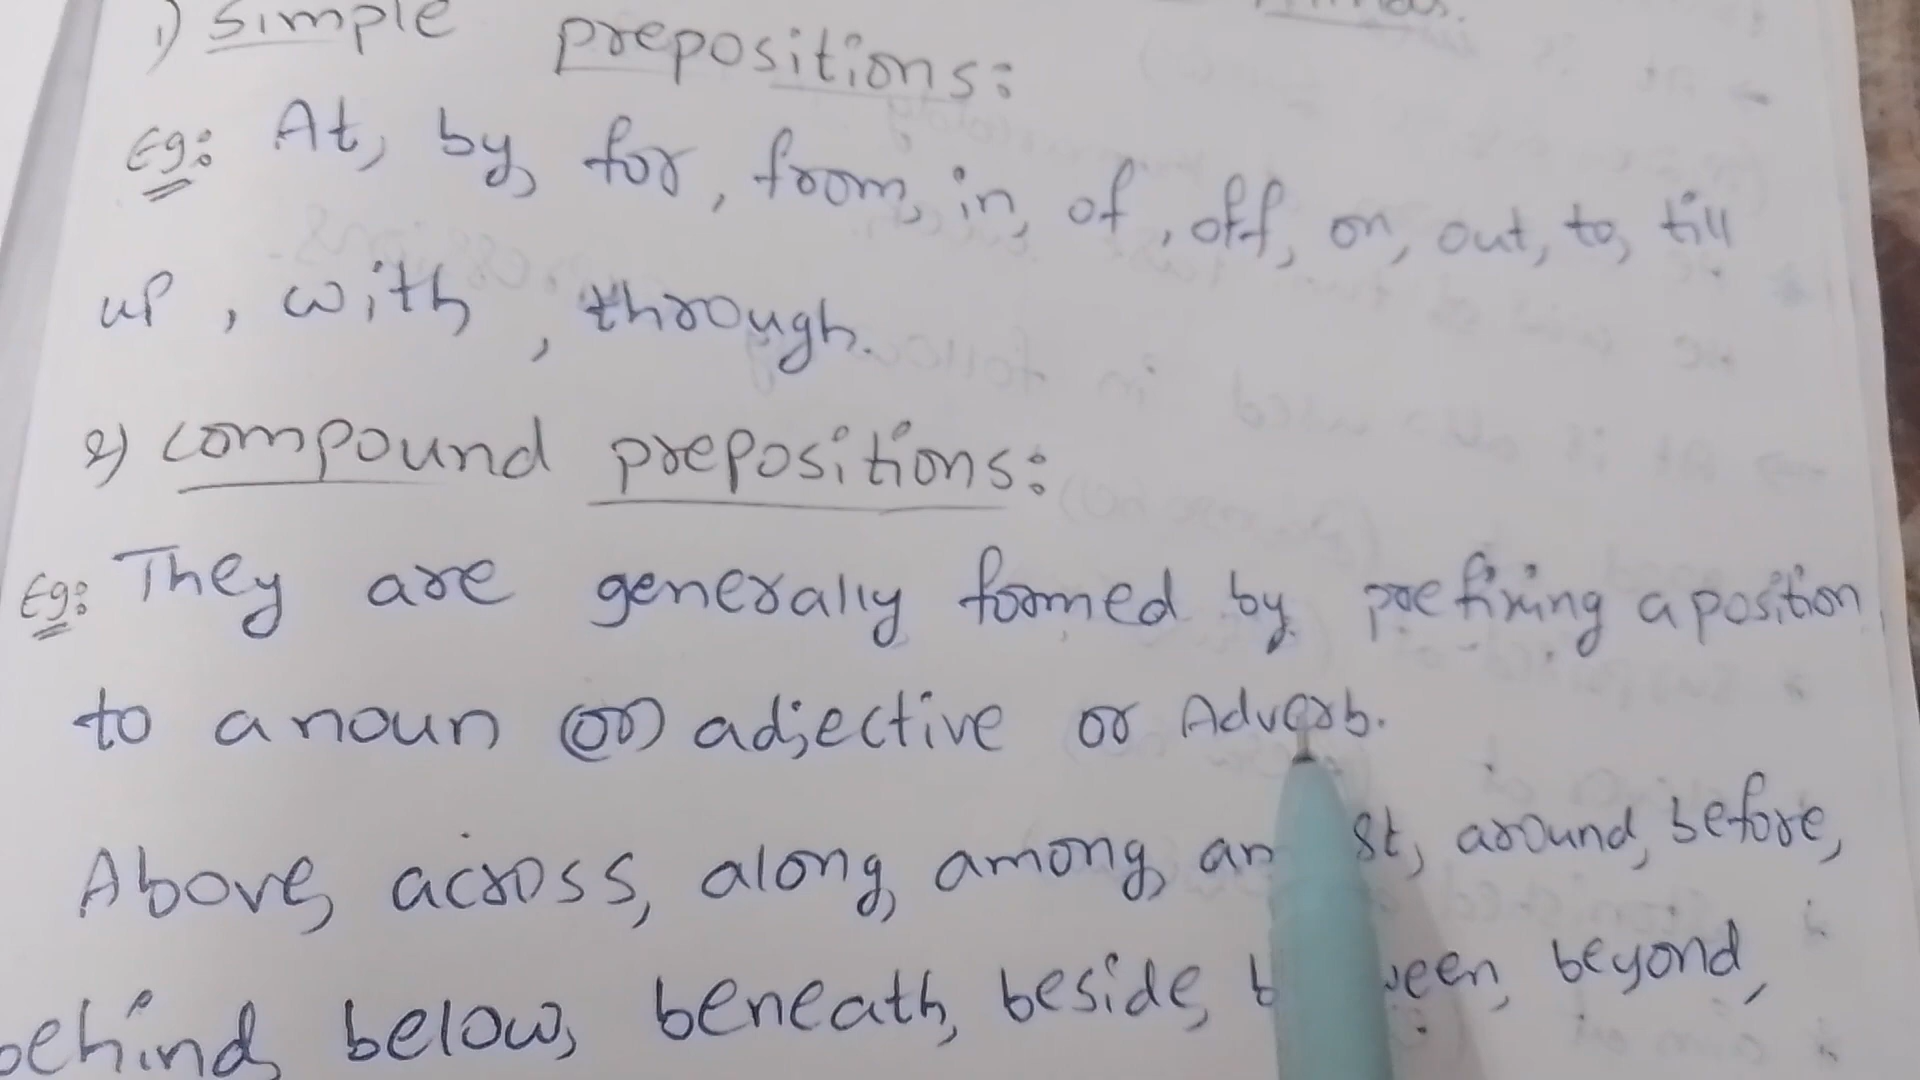 1) Simple prepositions:
Eg: At, by, for, from, in, of, off, on, out, to, till
up, with, through.
2) compound prepositions:
Eg: They are generally formed by prefixing a position
to a noun (or) adjective or Adverb.
Above, across, along, among, around, before,
behind, below, beneath, beside, beyond,